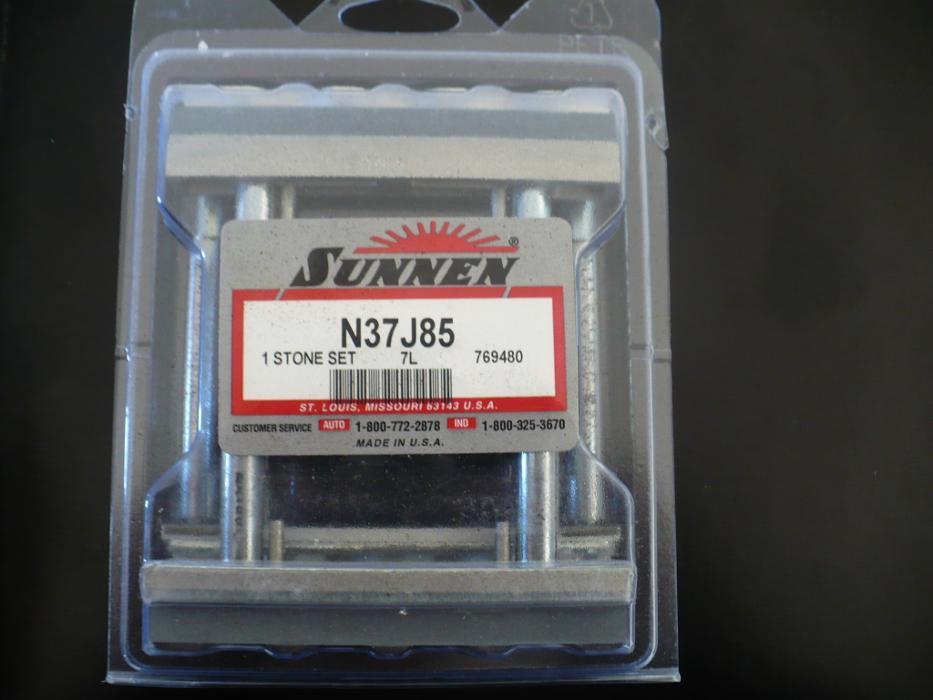 1
PETE
SUNNEN®
N37J85
1 STONE SET 7L 769480
ST. LOUIS, MISSOURI 63143 U.S.A.
CUSTOMER SERVICE AUTO 1-800-772-2878 IND 1-800-325-3670
MADE IN U.S.A.